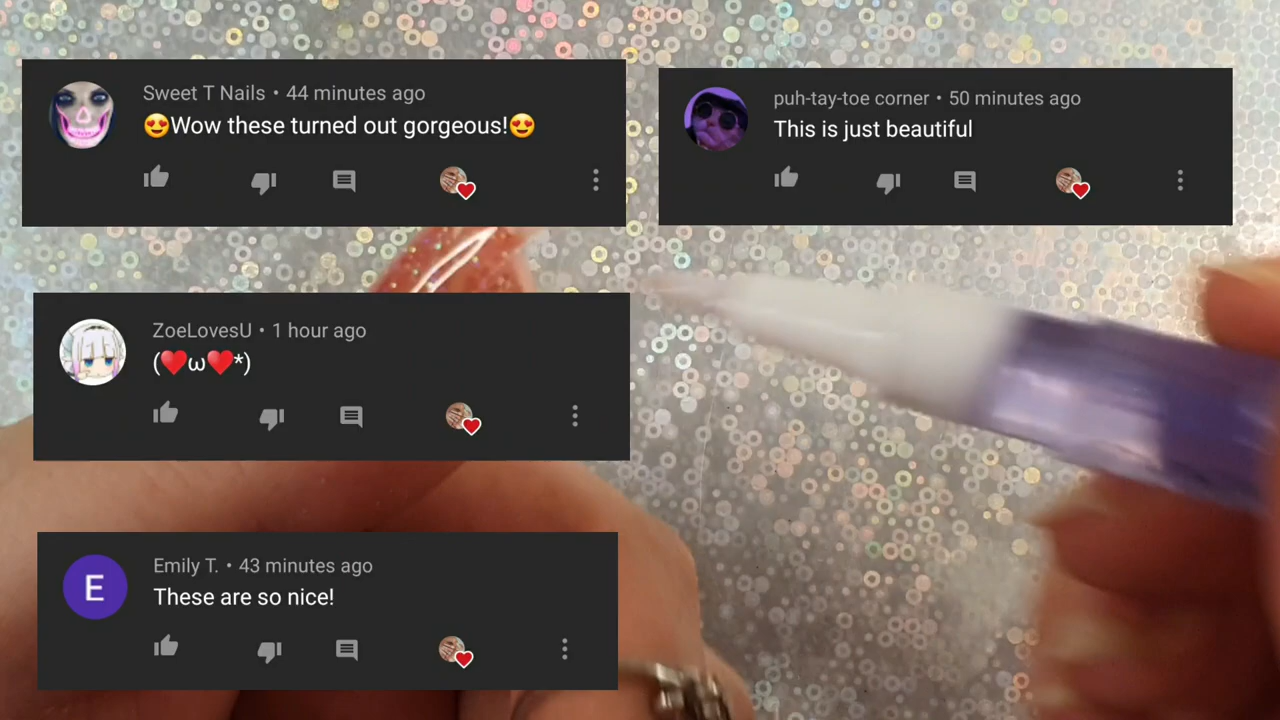 Sweet T Nails • 44 minutes ago
😍Wow these turned out gorgeous!😍
puh-tay-toe corner • 50 minutes ago
This is just beautiful
ZoeLovesU • 1 hour ago
(♥ω♥*)
E
Emily T. • 43 minutes ago
These are so nice!